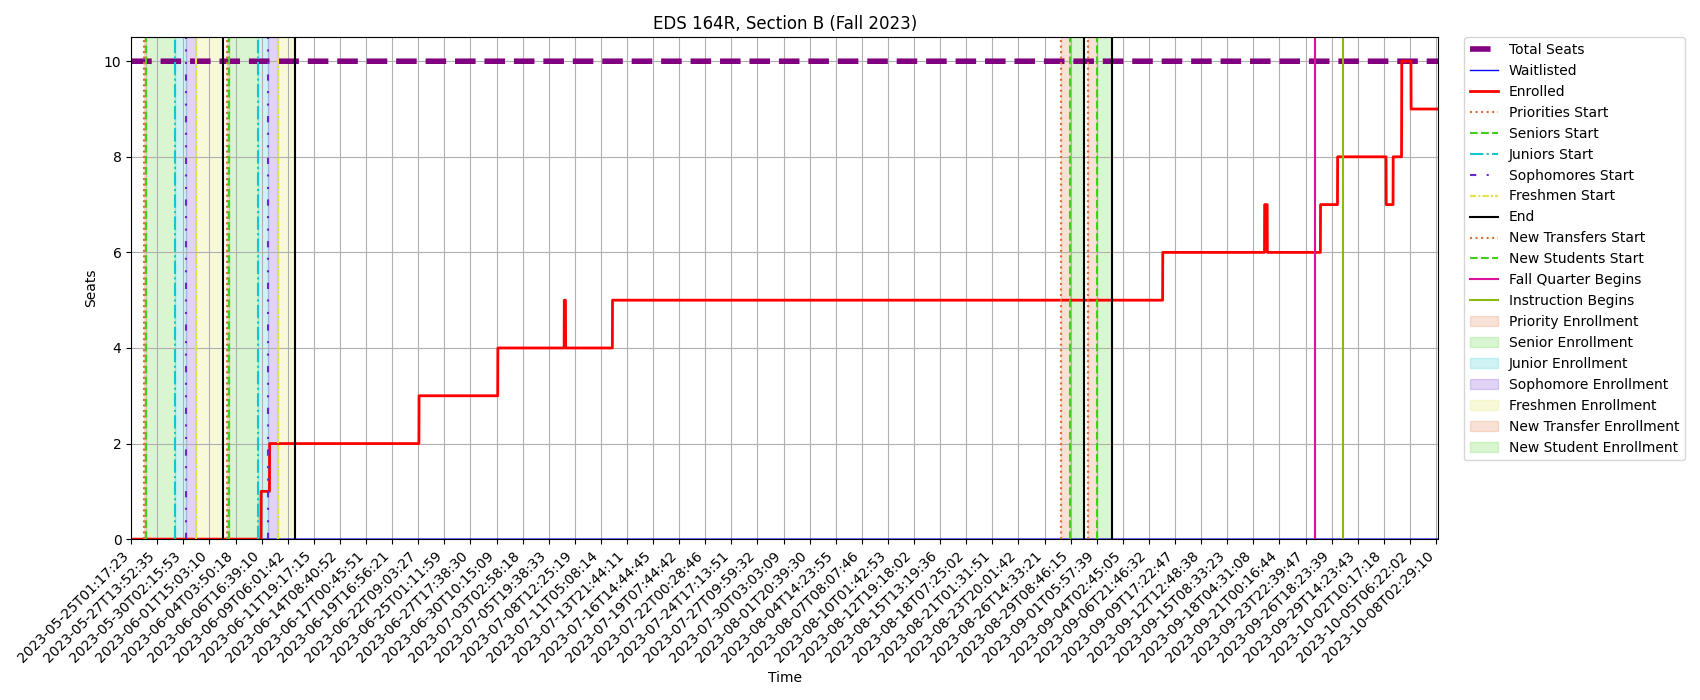 EDS 164R, Section B (Fall 2023)
10
8
6
4
2
0
Seats
2023-05-25T01:17:23
2023-05-27T13:52:35
2023-05-30T02:15:53
2023-06-01T15:03:10
2023-06-04T03:50:18
2023-06-06T16:39:10
2023-06-09T06:01:42
2023-06-11T19:17:15
2023-06-14T08:40:52
2023-06-17T00:45:51
2023-06-19T16:56:21
2023-06-22T09:03:27
2023-06-25T01:11:59
2023-06-27T17:38:30
2023-06-30T10:15:09
2023-07-03T02:58:18
2023-07-05T19:38:33
2023-07-08T12:25:19
2023-07-11T05:08:14
2023-07-13T21:44:11
2023-07-16T14:44:45
2023-07-19T07:44:42
2023-07-22T00:28:46
2023-07-24T17:13:51
2023-07-27T09:59:32
2023-07-30T03:03:09
2023-08-01T20:39:30
2023-08-04T14:23:55
2023-08-07T08:07:46
2023-08-10T01:42:53
2023-08-12T19:18:02
2023-08-15T13:19:36
2023-08-18T07:25:02
2023-08-21T01:31:51
2023-08-23T20:01:42
2023-08-26T14:33:21
2023-08-29T08:46:15
2023-09-01T05:57:39
2023-09-04T02:45:05
2023-09-06T21:46:32
2023-09-09T17:22:47
2023-09-12T12:48:38
2023-09-15T08:33:23
2023-09-18T04:31:08
2023-09-21T00:16:44
2023-09-23T22:39:47
2023-09-26T18:23:39
2023-09-29T14:23:43
2023-10-02T10:17:18
2023-10-05T06:22:02
2023-10-08T02:29:10
Time
Total Seats
Waitlisted
Enrolled
Priorities Start
Seniors Start
Juniors Start
Sophomores Start
Freshmen Start
End
New Transfers Start
New Students Start
Fall Quarter Begins
Instruction Begins
Priority Enrollment
Senior Enrollment
Junior Enrollment
Sophomore Enrollment
Freshmen Enrollment
New Transfer Enrollment
New Student Enrollment